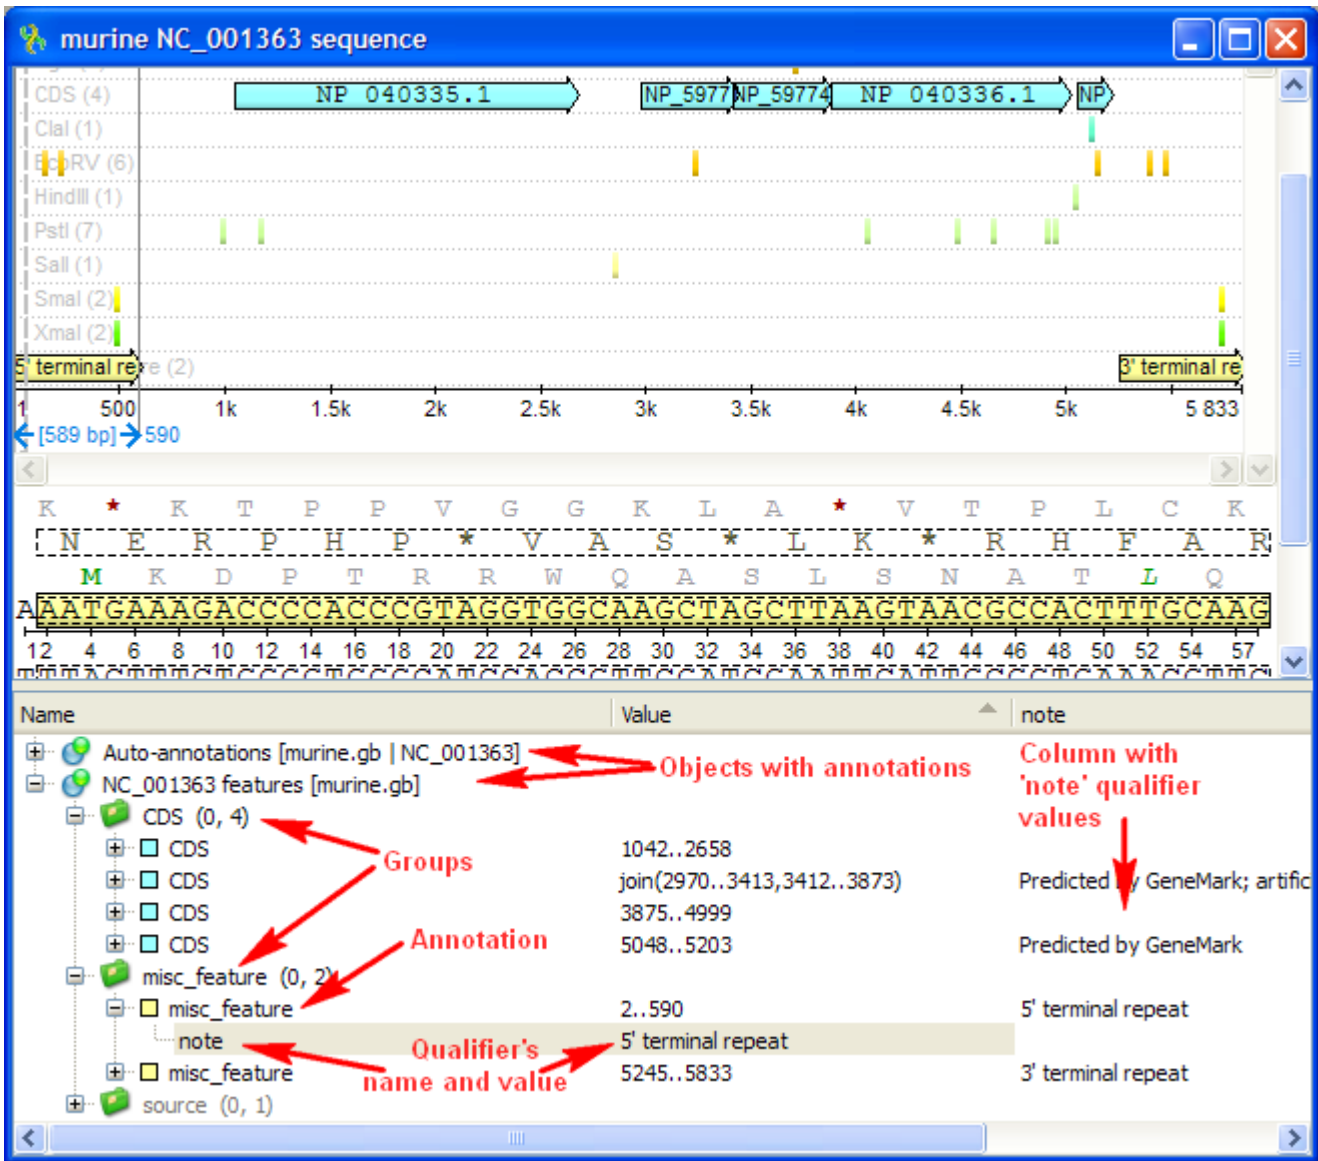 murine NC_001363 sequence
CDS (4)
NP 040335.1
NP_5977
NP_59774
NP 040336.1
NP
ClaI (1)
EcoRV (6)
HindIII (1)
PstI (7)
SalI (1)
SmaI (2)
XmaI (2)
5' terminal re
re (2)
3' terminal re
1 500 1k 1.5k 2k 2.5k 3k 3.5k 4k 4.5k 5k 5 833
[589 bp] 590
K * K T P P V G G K L A * V T P L C K
N E R P H P * V A S * L K * R H F A R
M K D P T R R W Q A S L S N A T L Q
AAATGAAAGACCCCACCCGTAGGTGGCAAGCTAGCTTAAGTAACGCCACTTTGCAAG
12 4 6 8 10 12 14 16 18 20 22 24 26 28 30 32 34 36 38 40 42 44 46 48 50 52 54 57
Name Value note
Auto-annotations [murine.gb | NC_001363]
Objects with annotations
Column with
'note' qualifier
values
NC_001363 features [murine.gb]
CDS (0, 4)
Groups
CDS 1042..2658
CDS join(2970..3413,3412..3873) Predicted by GeneMark; artific
CDS 3875..4999
CDS 5048..5203 Predicted by GeneMark
Annotation
misc_feature (0, 2)
misc_feature 2..590 5' terminal repeat
note 5' terminal repeat
Qualifier's
name and value
misc_feature 5245..5833 3' terminal repeat
source (0, 1)